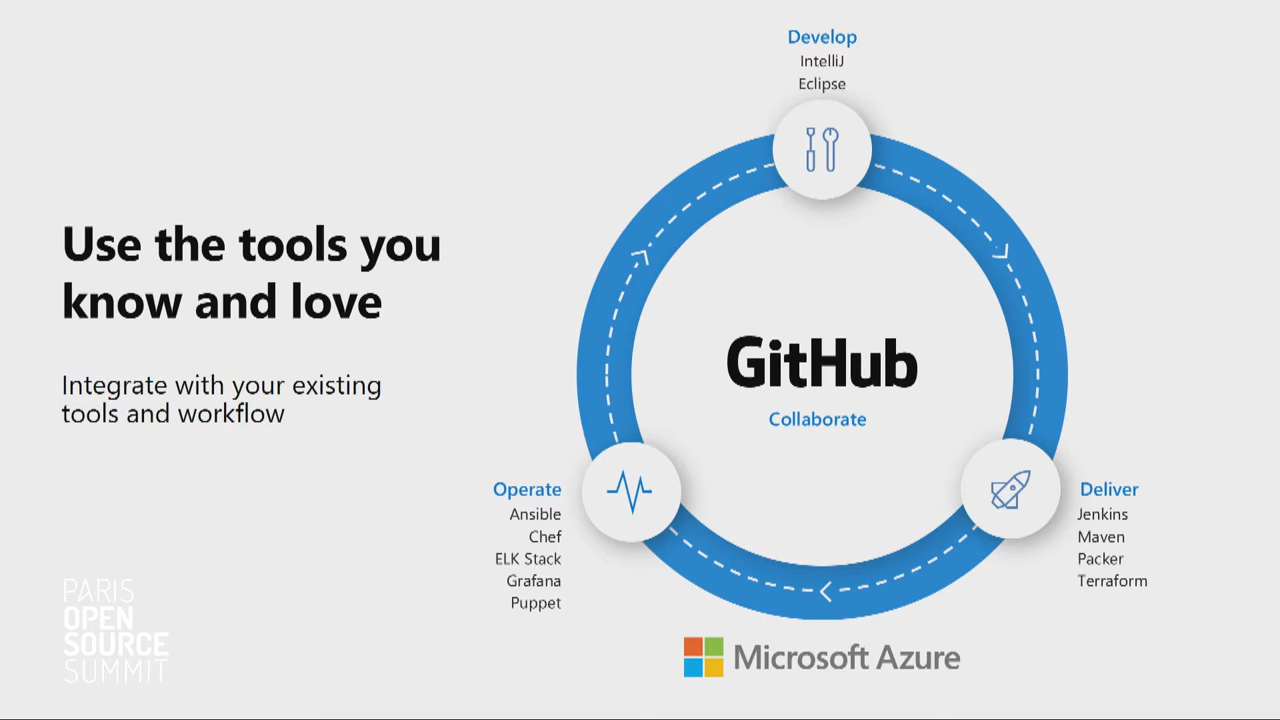 Use the tools you
know and love
Integrate with your existing
tools and workflow
Develop
IntelliJ
Eclipse
GitHub
Collaborate
Operate
Ansible
Chef
ELK Stack
Grafana
Puppet
Deliver
Jenkins
Maven
Packer
Terraform
PARIS
OPEN
SOURCE
SUMMIT
Microsoft Azure